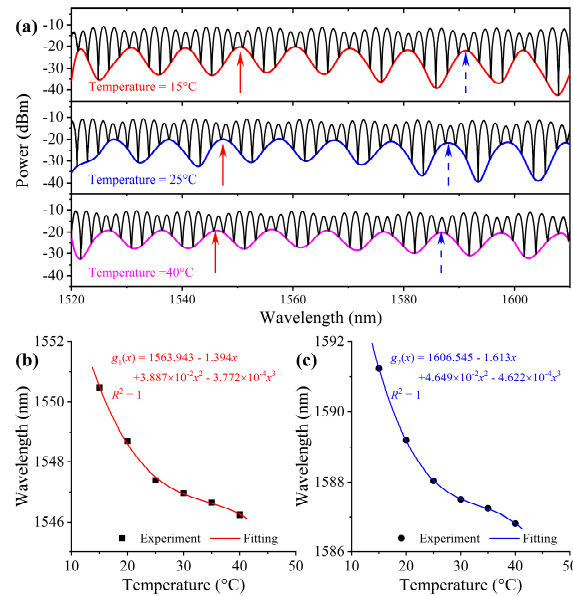 (a)
-10
-20
-30
-40
Temperature = 15°C
-10
-20
-30
-40
Temperature = 25°C
-10
-20
-30
-40
Temperature =40°C
Power (dBm)
1520 1540 1560 1580 1600
Wavelength (nm)
(b)
1552
1550
1548
1546
Wavelength (nm)
g₁(x) = 1563.943 - 1.394x
+3.887×10⁻²x² - 3.772×10⁻⁴x³
R² = 1
Experiment Fitting
10 20 30 40 50
Temperature (°C)
(c)
1592
1590
1588
1586
Wavelength (nm)
g₂(x) = 1606.545 - 1.613x
+4.649×10⁻²x² - 4.622×10⁻⁴x³
R² = 1
Experiment Fitting
10 20 30 40 50
Temperature (°C)